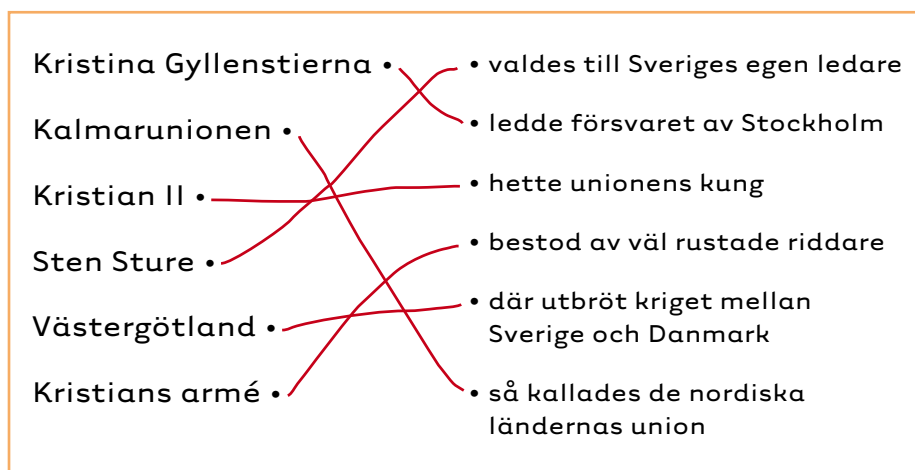 Kristina Gyllenstierna •
Kalmarunionen •
Kristian II •
Sten Sture •
Västergötland •
Kristians armé •
• valdes till Sveriges egen ledare
• ledde försvaret av Stockholm
• hette unionens kung
• bestod av väl rustade riddare
• där utbröt kriget mellan
Sverige och Danmark
• så kallades de nordiska
ländernas union